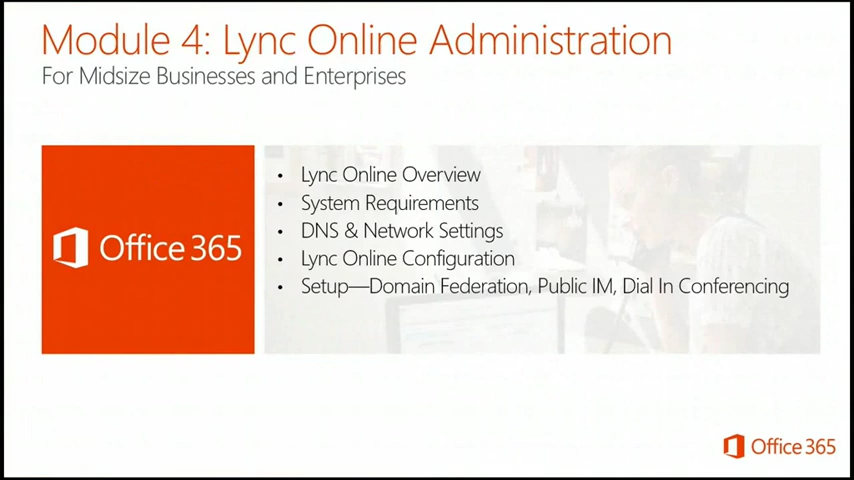 Module 4: Lync Online Administration
For Midsize Businesses and Enterprises
Office 365
• Lync Online Overview
• System Requirements
• DNS & Network Settings
• Lync Online Configuration
• Setup—Domain Federation, Public IM, Dial In Conferencing
Office 365